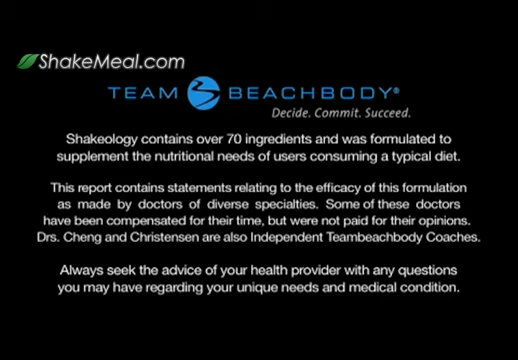 ShakeMeal.com
TEAM BEACHBODY®
Decide. Commit. Succeed.
Shakeology contains over 70 ingredients and was formulated to
supplement the nutritional needs of users consuming a typical diet.
This report contains statements relating to the efficacy of this formulation
as made by doctors of diverse specialties. Some of these doctors
have been compensated for their time, but were not paid for their opinions.
Drs. Cheng and Christensen are also Independent Teambeachbody Coaches.
Always seek the advice of your health provider with any questions
you may have regarding your unique needs and medical condition.